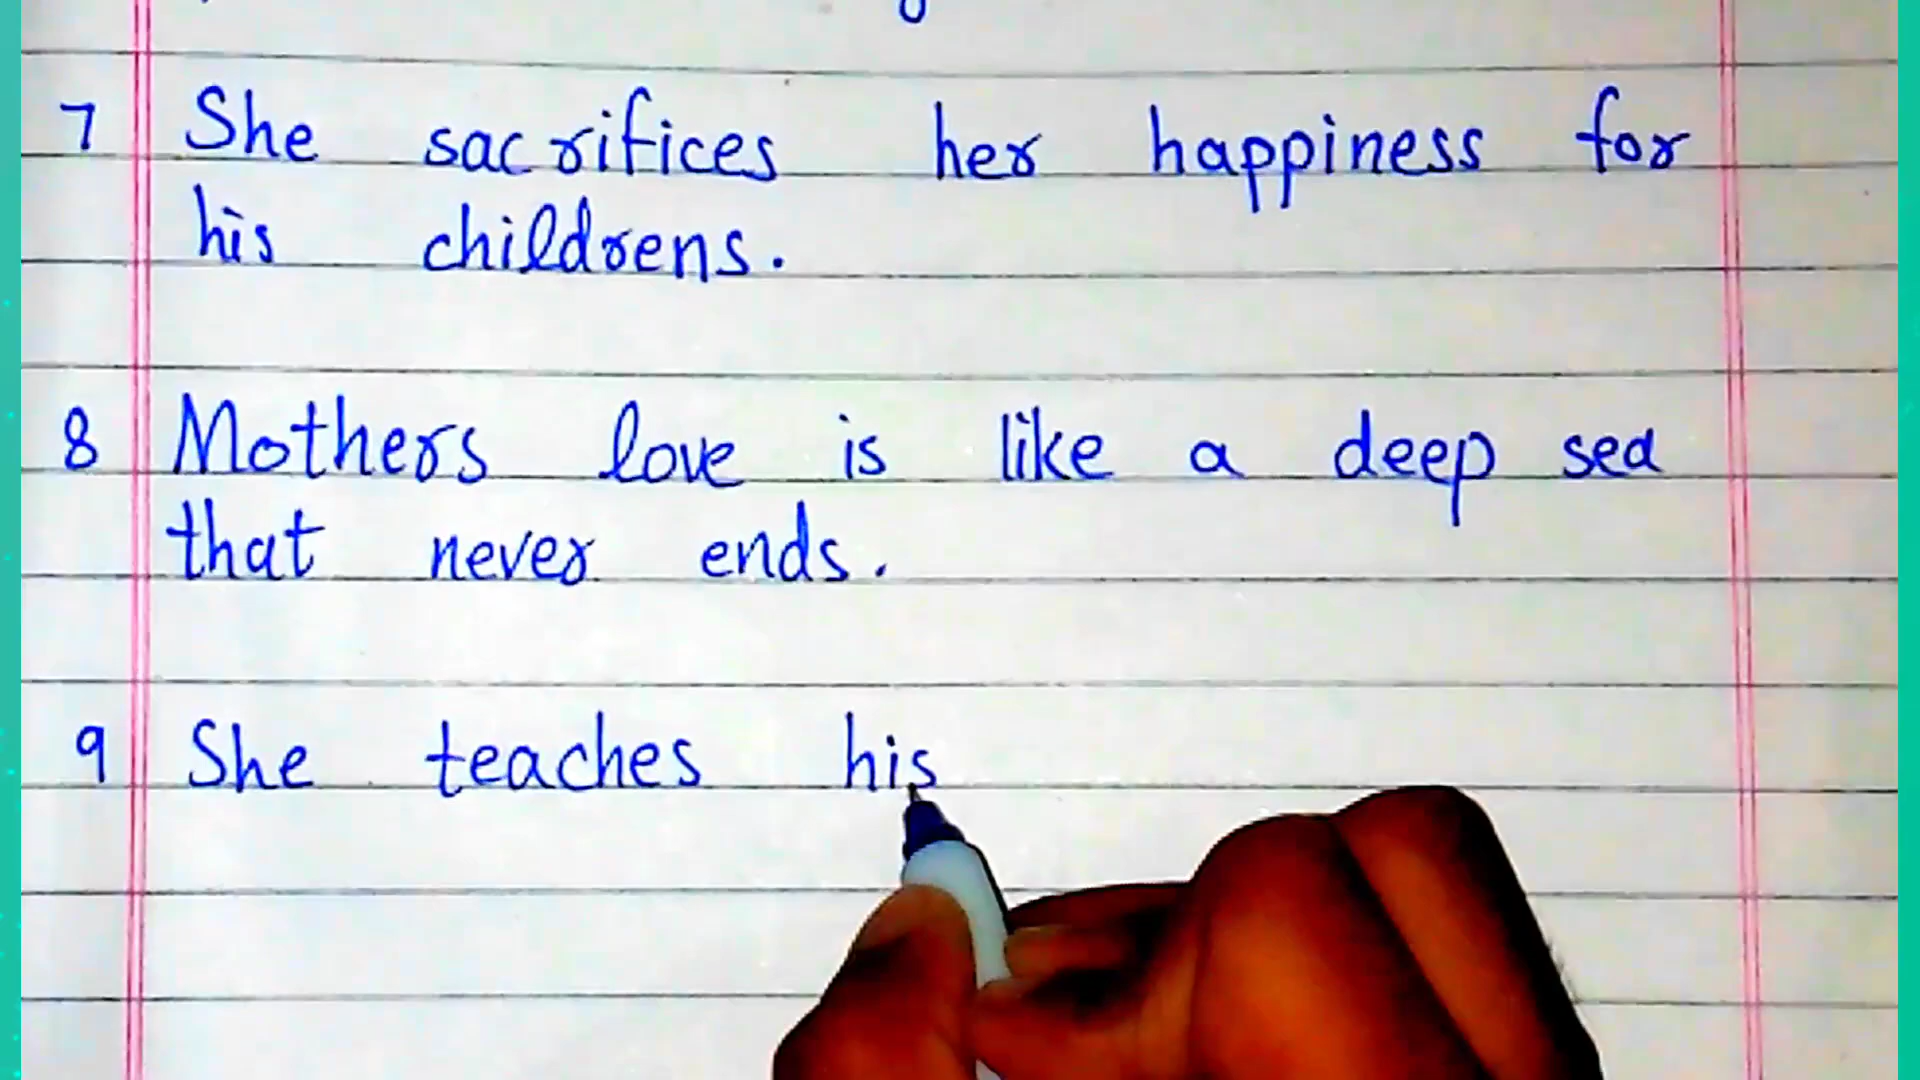 7 She sacrifices her happiness for
his childrens.
8 Mothers love is like a deep sea
that never ends.
9 She teaches his